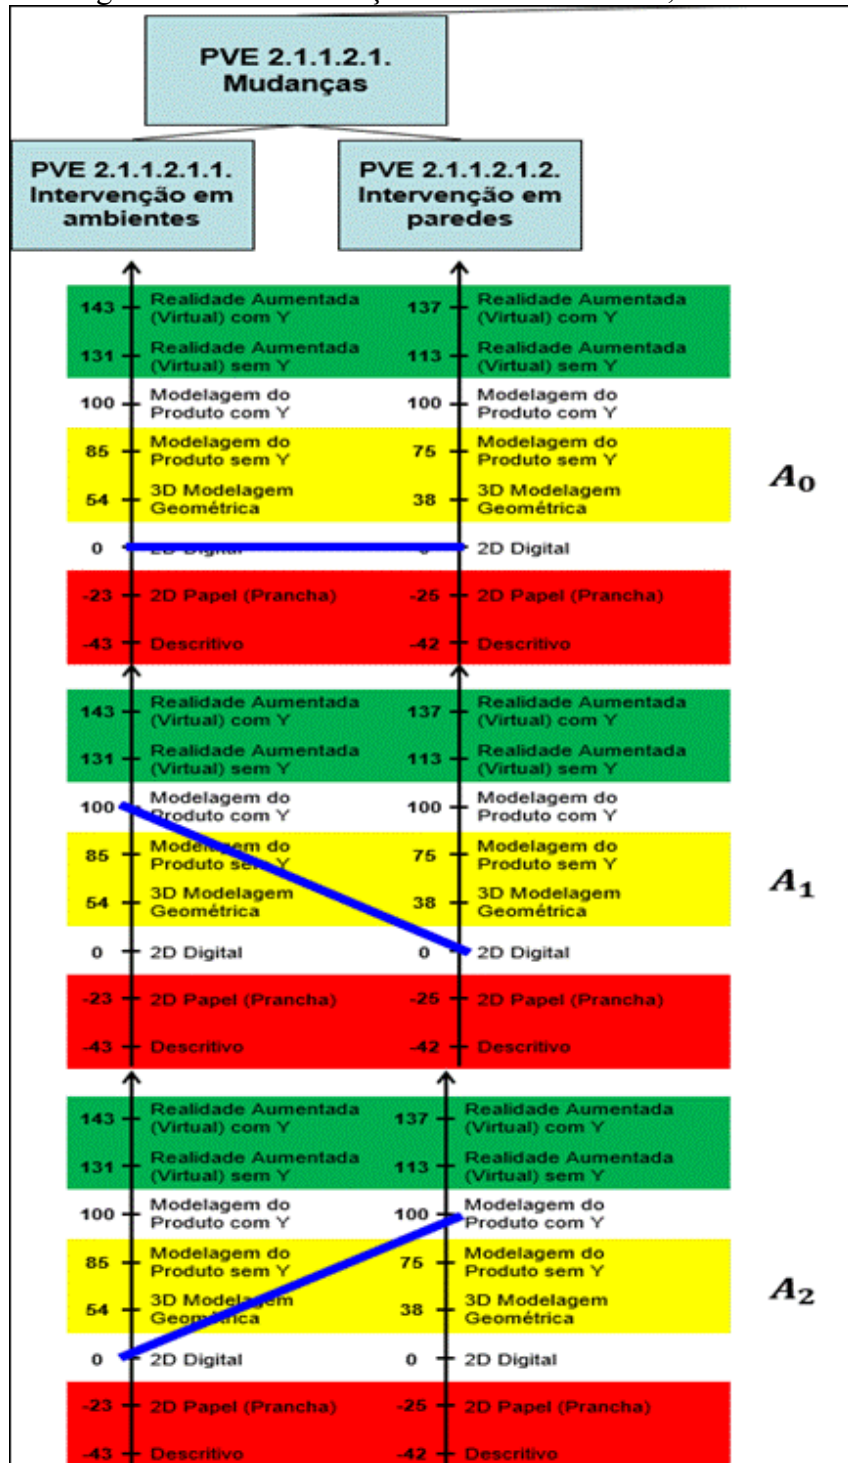 PVE 2.1.1.2.1.
Mudanças
PVE 2.1.1.2.1.1.
Intervenção em
ambientes
PVE 2.1.1.2.1.2.
Intervenção em
paredes
143 Realidade Aumentada (Virtual) com Y 137 Realidade Aumentada (Virtual) com Y
131 Realidade Aumentada (Virtual) sem Y 113 Realidade Aumentada (Virtual) sem Y
100 Modelagem do Produto com Y 100 Modelagem do Produto com Y
85 Modelagem do Produto sem Y 75 Modelagem do Produto sem Y
54 3D Modelagem Geométrica 38 3D Modelagem Geométrica
A0
0 2D Digital 2D Digital
-23 2D Papel (Prancha) -25 2D Papel (Prancha)
-43 Descritivo -42 Descritivo
143 Realidade Aumentada (Virtual) com Y 137 Realidade Aumentada (Virtual) com Y
131 Realidade Aumentada (Virtual) sem Y 113 Realidade Aumentada (Virtual) sem Y
100 Modelagem do Produto com Y 100 Modelagem do Produto com Y
85 Modelagem do Produto sem Y 75 Modelagem do Produto sem Y
54 3D Modelagem Geométrica 38 3D Modelagem Geométrica
A1
0 2D Digital 0 2D Digital
-23 2D Papel (Prancha) -25 2D Papel (Prancha)
-43 Descritivo -42 Descritivo
143 Realidade Aumentada (Virtual) com Y 137 Realidade Aumentada (Virtual) com Y
131 Realidade Aumentada (Virtual) sem Y 113 Realidade Aumentada (Virtual) sem Y
100 Modelagem do Produto com Y 100 Modelagem do Produto com Y
85 Modelagem do Produto sem Y 75 Modelagem do Produto sem Y
54 3D Modelagem Geométrica 38 3D Modelagem Geométrica
A2
0 2D Digital 0 2D Digital
-23 2D Papel (Prancha) -25 2D Papel (Prancha)
-43 Descritivo -42 Descritivo